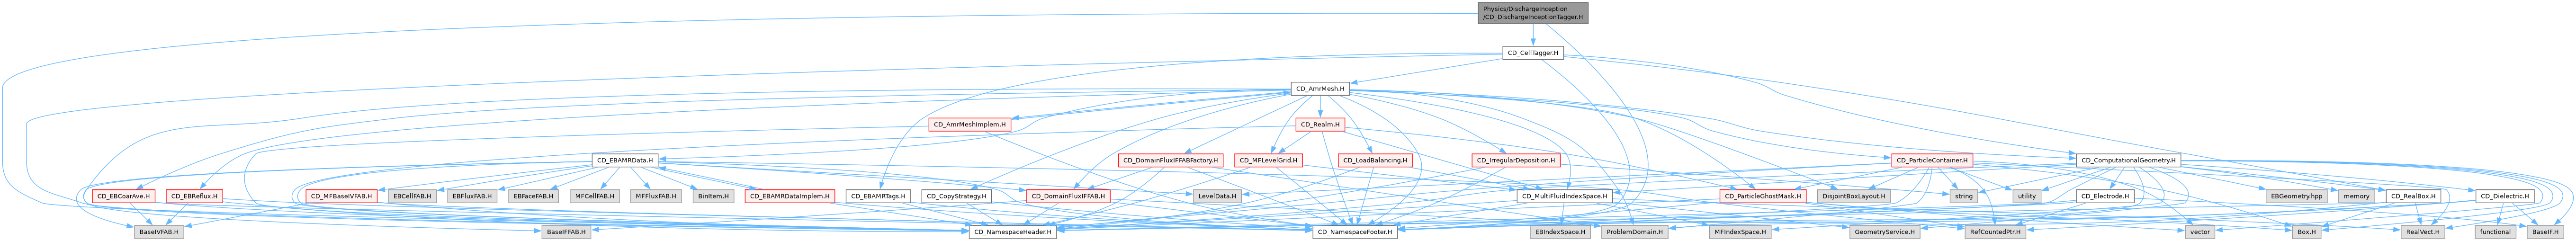 Physics/DischargeInception
/CD_DischargeInceptionTagger.H
CD_CellTagger.H
CD_AmrMesh.H
CD_AmrMeshImplem.H
CD_Realm.H
CD_EBAMRData.H
CD_DomainFluxIFFABFactory.H
CD_MFLevelGrid.H
CD_LoadBalancing.H
CD_IrregularDeposition.H
CD_ParticleContainer.H
CD_ComputationalGeometry.H
CD_EBCoarAve.H
CD_EBReflux.H
CD_MFBaseIVFAB.H
EBCellFAB.H
EBFluxFAB.H
EBFaceFAB.H
MFCellFAB.H
MFFluxFAB.H
BinItem.H
CD_EBAMRDataImplem.H
CD_EBAMRTags.H
CD_CopyStrategy.H
CD_DomainFluxIFFAB.H
LevelData.H
CD_MultiFluidIndexSpace.H
CD_ParticleGhostMask.H
DisjointBoxLayout.H
string
utility
CD_Electrode.H
EBGeometry.hpp
memory
CD_RealBox.H
CD_Dielectric.H
BaseIVFAB.H
BaseIFFAB.H
CD_NamespaceHeader.H
CD_NamespaceFooter.H
EBIndexSpace.H
ProblemDomain.H
MFIndexSpace.H
GeometryService.H
RefCountedPtr.H
vector
Box.H
RealVect.H
functional
BaseIF.H